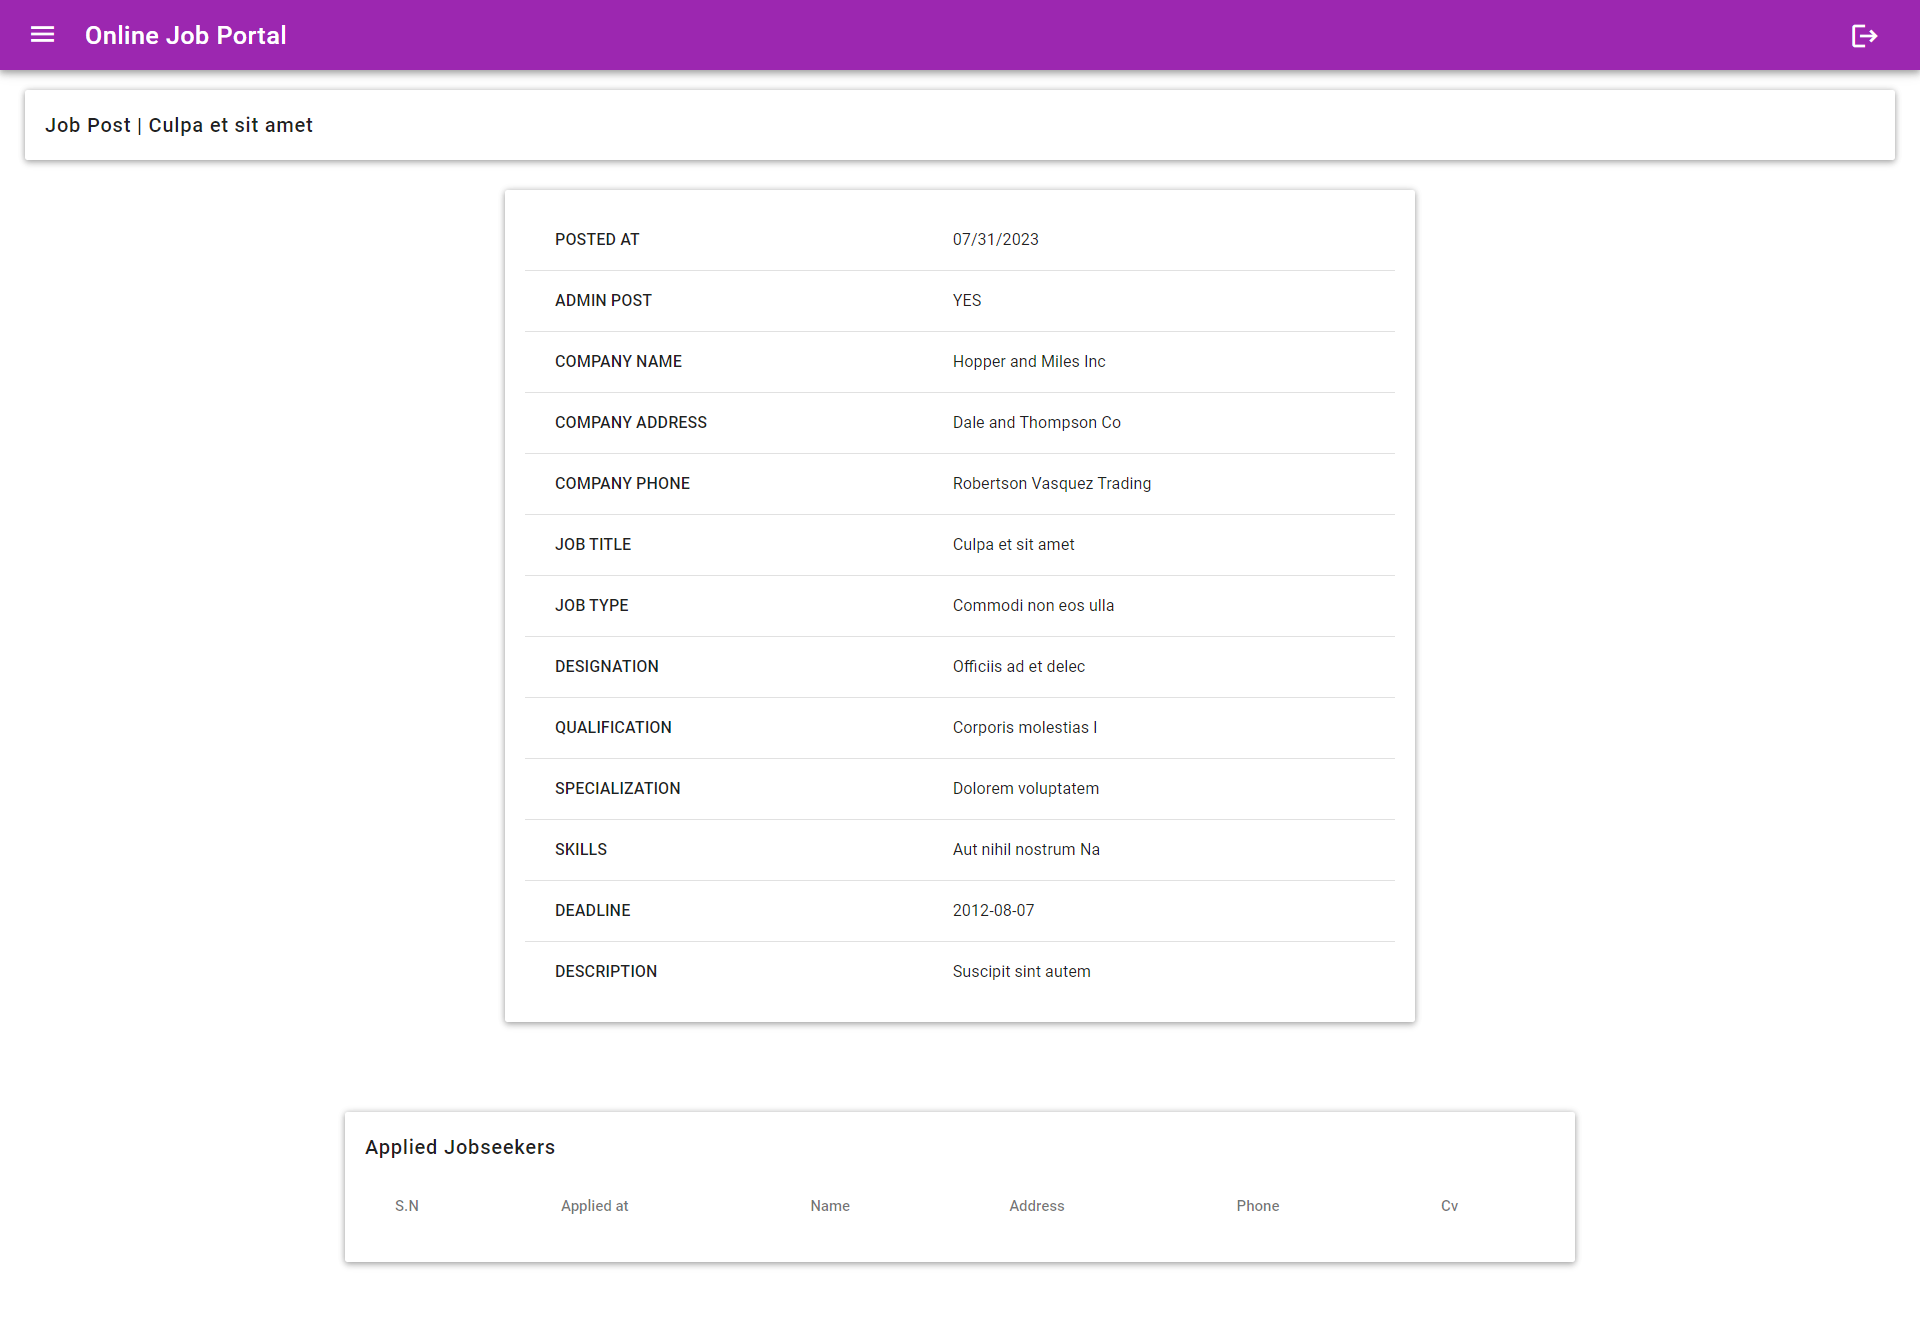 Online Job Portal
Job Post | Culpa et sit amet
POSTED AT 07/31/2023
ADMIN POST YES
COMPANY NAME Hopper and Miles Inc
COMPANY ADDRESS Dale and Thompson Co
COMPANY PHONE Robertson Vasquez Trading
JOB TITLE Culpa et sit amet
JOB TYPE Commodi non eos ulla
DESIGNATION Officiis ad et delec
QUALIFICATION Corporis molestias l
SPECIALIZATION Dolorem voluptatem
SKILLS Aut nihil nostrum Na
DEADLINE 2012-08-07
DESCRIPTION Suscipit sint autem
Applied Jobseekers
S.N Applied at Name Address Phone Cv